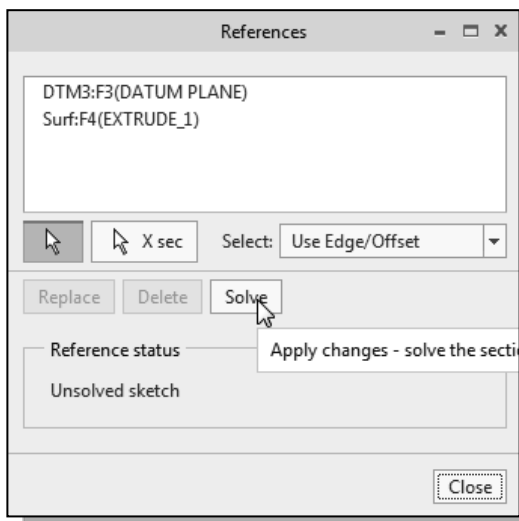 References
DTM3:F3(DATUM PLANE)
Surf:F4(EXTRUDE_1)
X sec Select: Use Edge/Offset
Replace Delete Solve
Reference status Apply changes - solve the secti
Unsolved sketch
Close